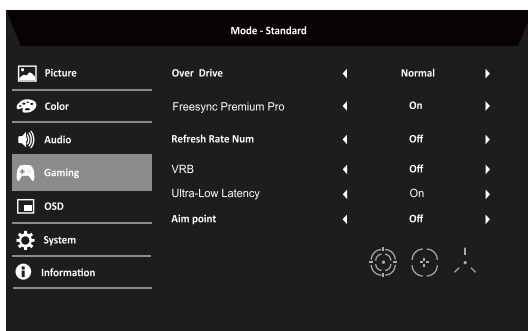 Mode - Standard
Picture
Color
Audio
Gaming
OSD
System
Information
Over Drive Normal
Freesync Premium Pro On
Refresh Rate Num Off
VRB Off
Ultra-Low Latency On
Aim point Off